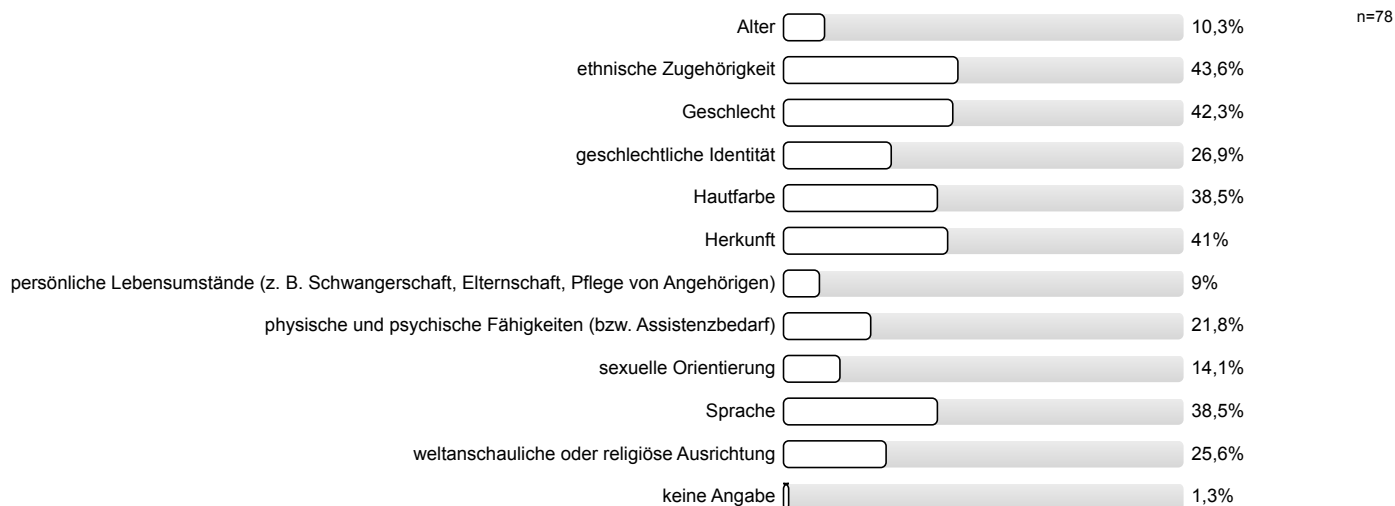 n=78
Alter 10,3%
ethnische Zugehörigkeit 43,6%
Geschlecht 42,3%
geschlechtliche Identität 26,9%
Hautfarbe 38,5%
Herkunft 41%
persönliche Lebensumstände (z. B. Schwangerschaft, Elternschaft, Pflege von Angehörigen) 9%
physische und psychische Fähigkeiten (bzw. Assistenzbedarf) 21,8%
sexuelle Orientierung 14,1%
Sprache 38,5%
weltanschauliche oder religiöse Ausrichtung 25,6%
keine Angabe 1,3%